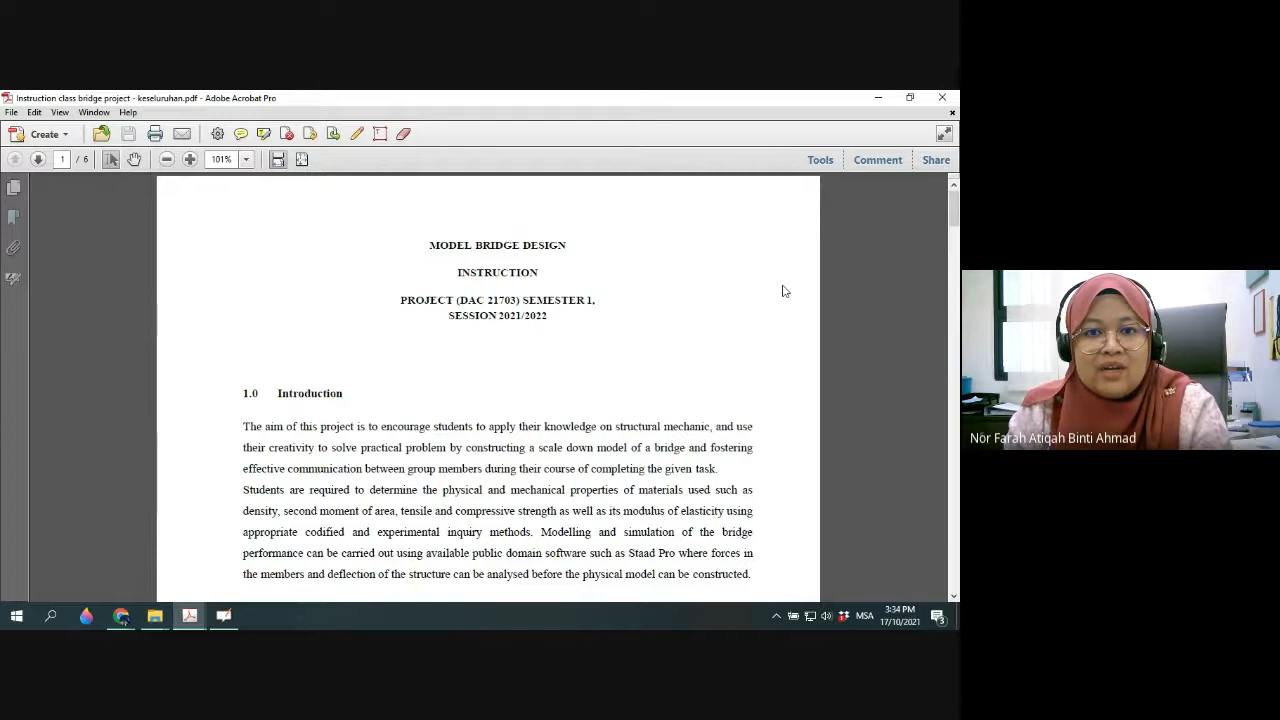 Instruction class bridge project - keseluruhan.pdf - Adobe Acrobat Pro
File Edit View Window Help
Create
1 / 6 101% Tools Comment Share
MODEL BRIDGE DESIGN
INSTRUCTION
PROJECT (DAC 21703) SEMESTER 1,
SESSION 2021/2022
1.0 Introduction
The aim of this project is to encourage students to apply their knowledge on structural mechanic, and use
their creativity to solve practical problem by constructing a scale down model of a bridge and fostering
effective communication between group members during their course of completing the given task.
Students are required to determine the physical and mechanical properties of materials used such as
density, second moment of area, tensile and compressive strength as well as its modulus of elasticity using
appropriate codified and experimental inquiry methods. Modelling and simulation of the bridge
performance can be carried out using available public domain software such as Staad Pro where forces in
the members and deflection of the structure can be analysed before the physical model can be constructed.
Nor Farah Atiqah Binti Ahmad
MSA
3:34 PM
17/10/2021
3